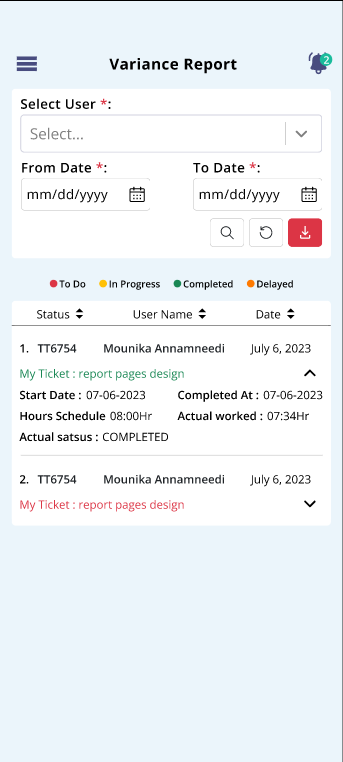 Variance Report
2
Select User *:
Select...
From Date *: To Date *:
mm/dd/yyyy mm/dd/yyyy
To Do In Progress Completed Delayed
Status User Name Date
1. TT6754 Mounika Annamneedi July 6, 2023
My Ticket : report pages design
Start Date : 07-06-2023 Completed At : 07-06-2023
Hours Schedule 08:00Hr Actual worked : 07:34Hr
Actual satsus : COMPLETED
2. TT6754 Mounika Annamneedi July 6, 2023
My Ticket : report pages design